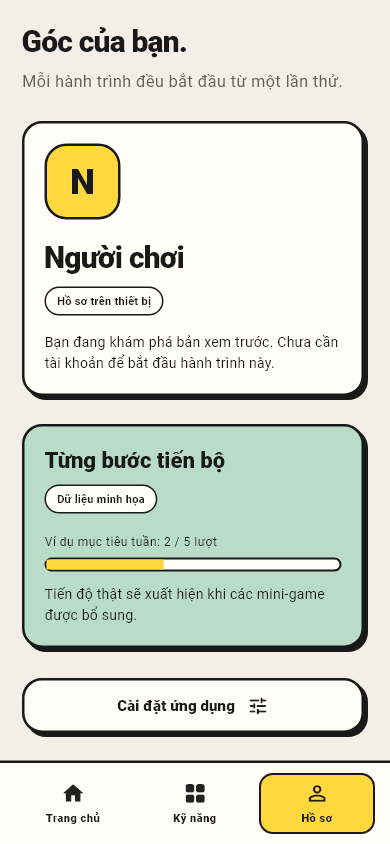 Góc của bạn.
Mỗi hành trình đều bắt đầu từ một lần thử.
N
Người chơi
Hồ sơ trên thiết bị
Bạn đang khám phá bản xem trước. Chưa cần
tài khoản để bắt đầu hành trình này.
Từng bước tiến bộ
Dữ liệu minh họa
Ví dụ mục tiêu tuần: 2 / 5 lượt
Tiến độ thật sẽ xuất hiện khi các mini-game
được bổ sung.
Cài đặt ứng dụng
Trang chủ
Kỹ năng
Hồ sơ